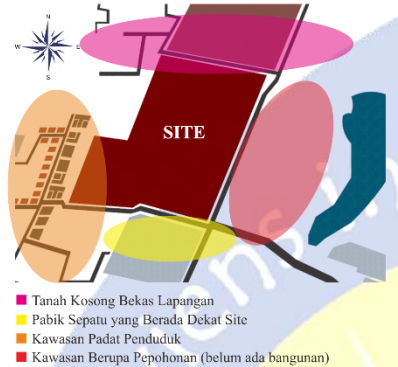 N
W
E
S
SITE
Tanah Kosong Bekas Lapangan
Pabik Sepatu yang Berada Dekat Site
Kawasan Padat Penduduk
Kawasan Berupa Pepohonan (belum ada bangunan)